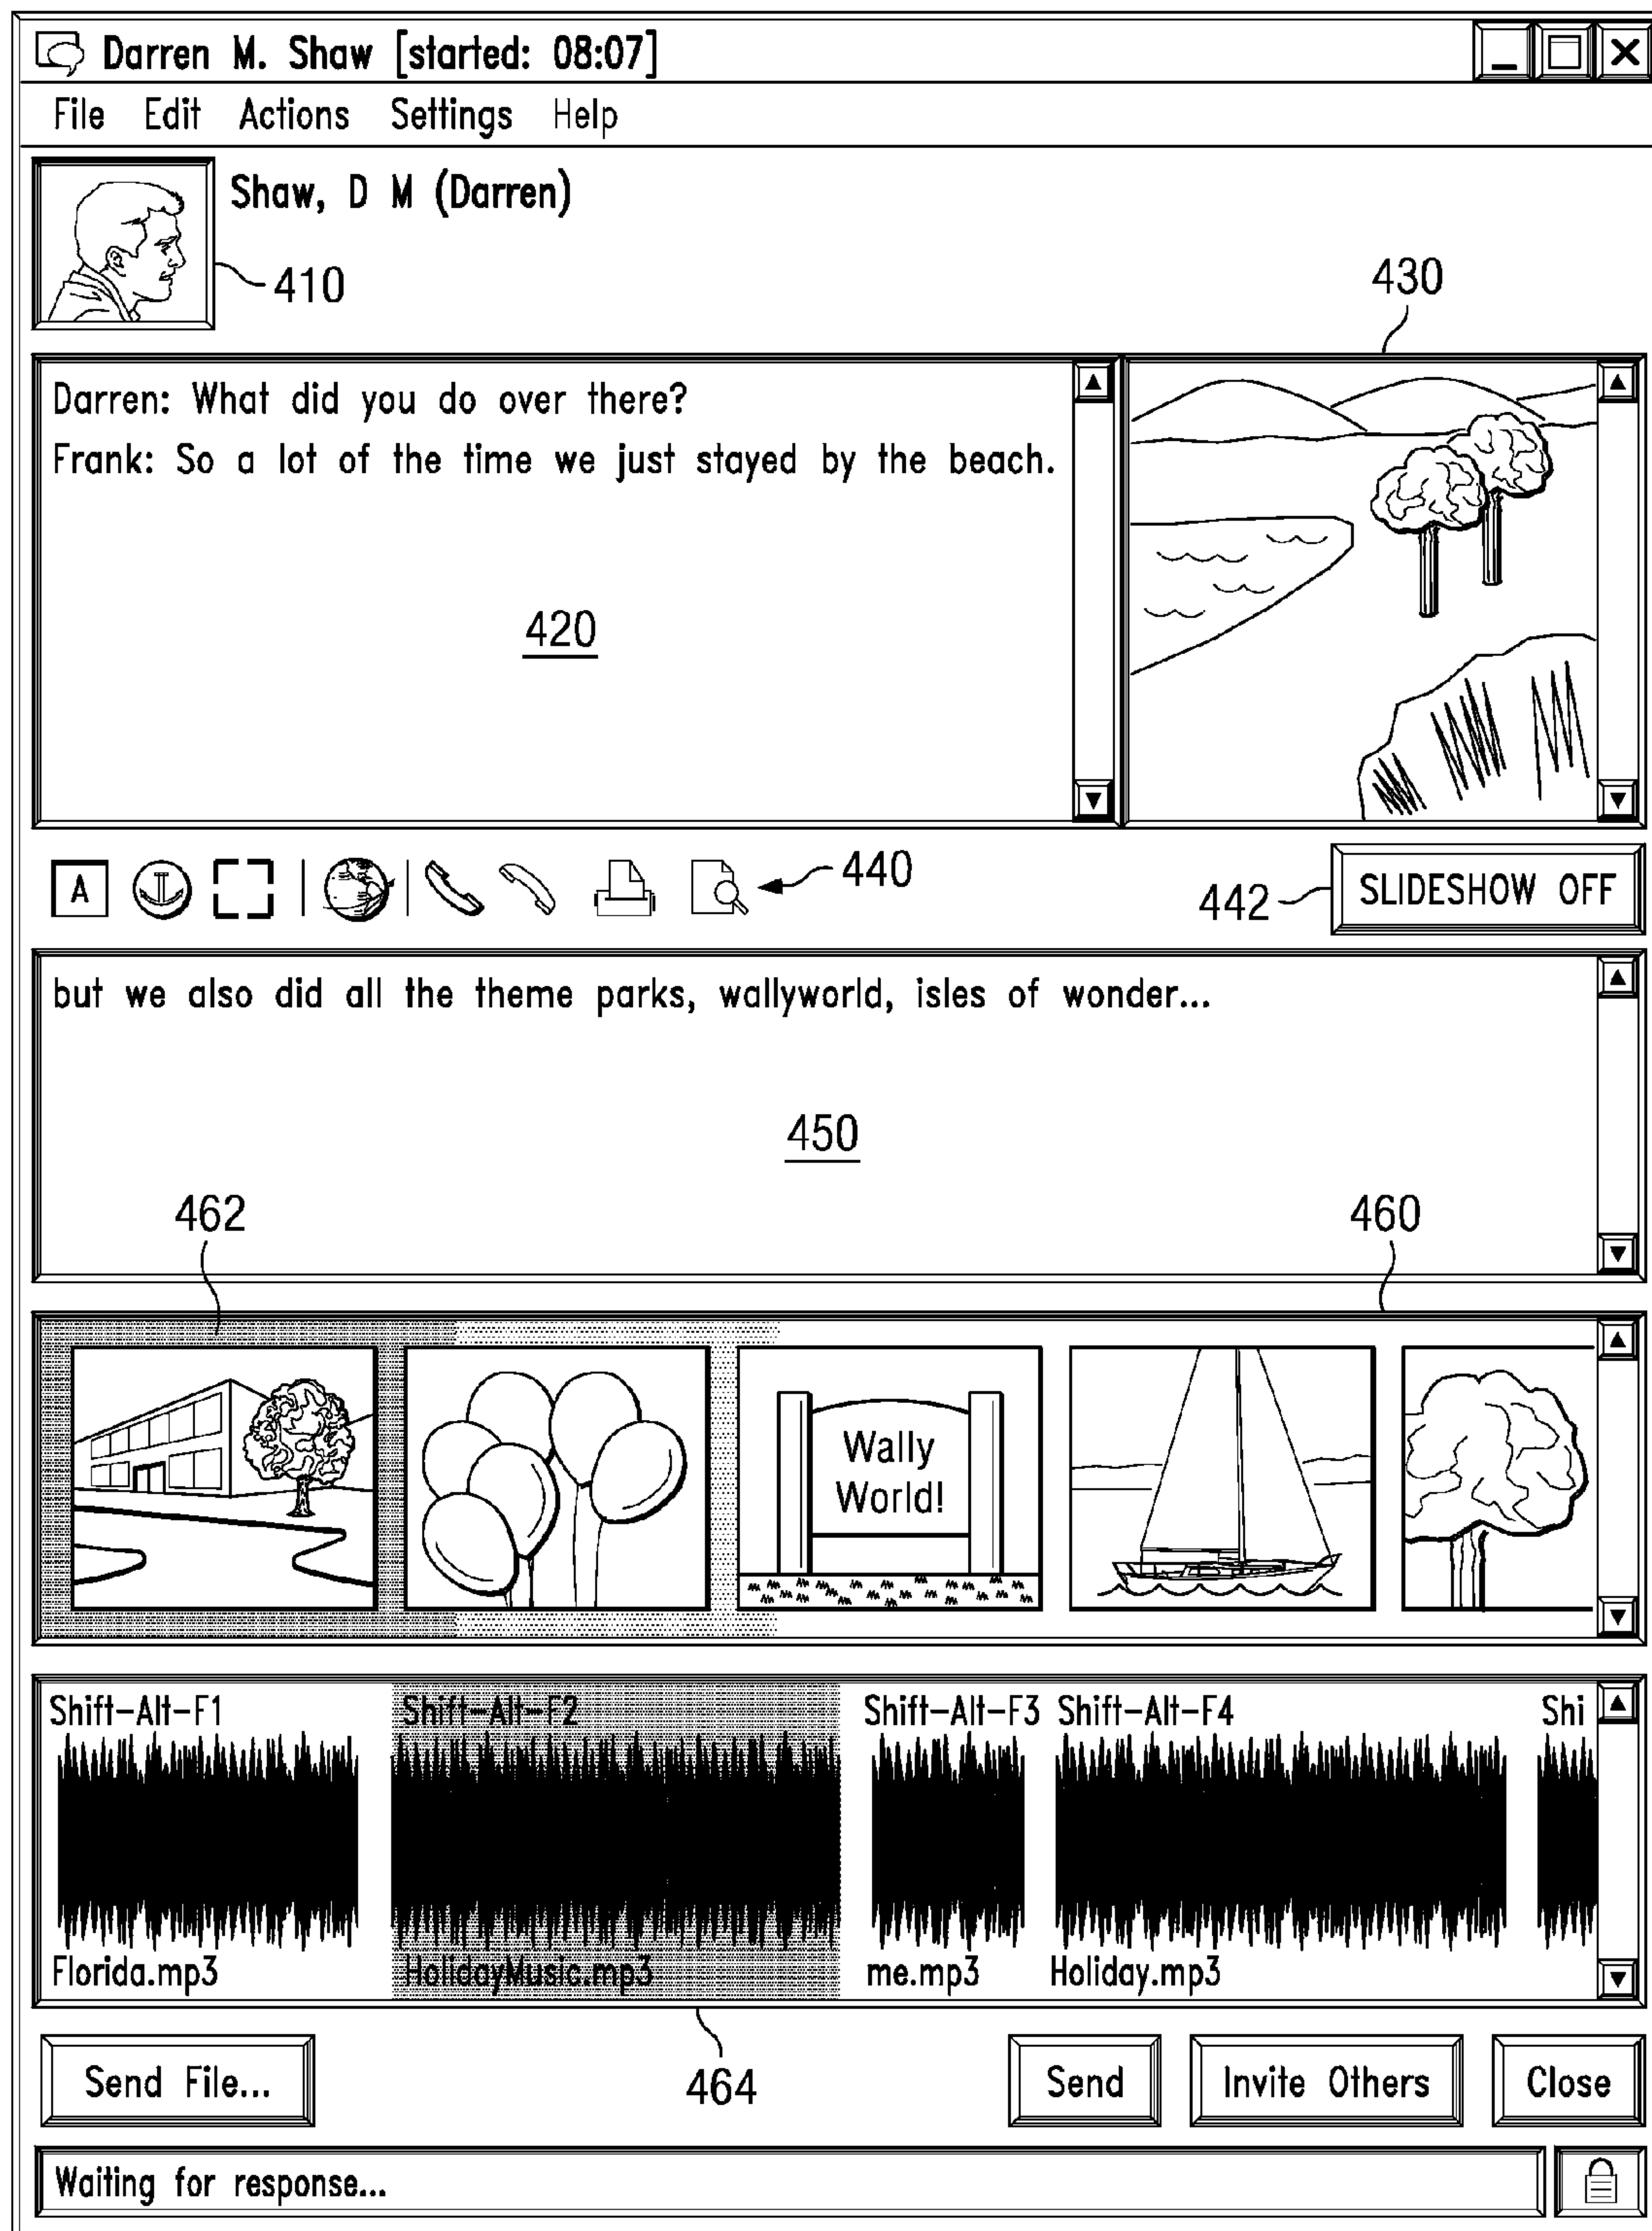 Darren M. Shaw [started: 08:07]
File Edit Actions Settings Help
Shaw, D M (Darren)
410
430
Darren: What did you do over there?
Frank: So a lot of the time we just stayed by the beach.
420
A
440
442
SLIDESHOW OFF
but we also did all the theme parks, wallyworld, isles of wonder...
450
462
460
Wally
World!
Shift-Alt-F1 Shift-Alt-F2 Shift-Alt-F3 Shift-Alt-F4 Shi
Florida.mp3 HolidayMusic.mp3 me.mp3 Holiday.mp3
464
Send File... Send Invite Others Close
Waiting for response...